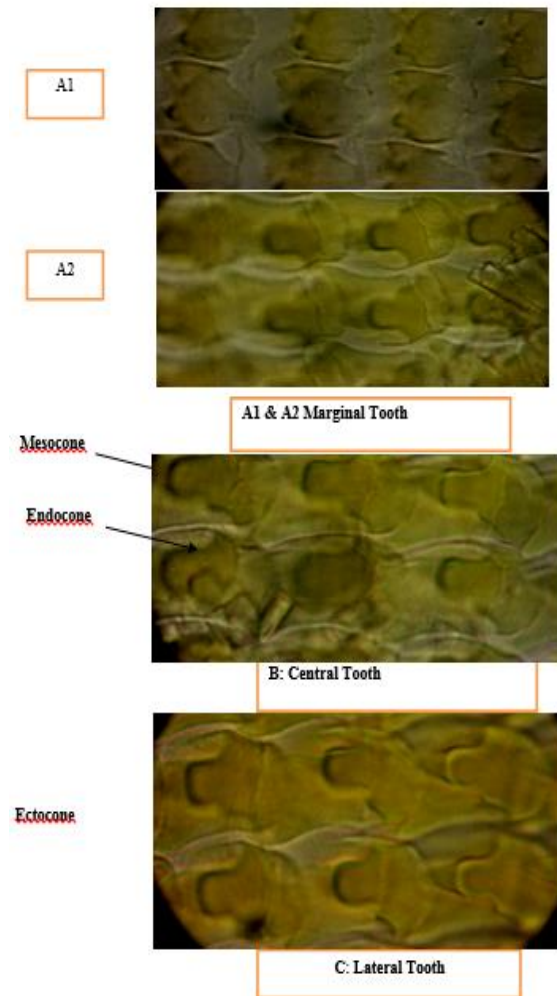 A1
A2
A1 & A2 Marginal Tooth
Mesocone
Endocone
B: Central Tooth
Ectocone
C: Lateral Tooth